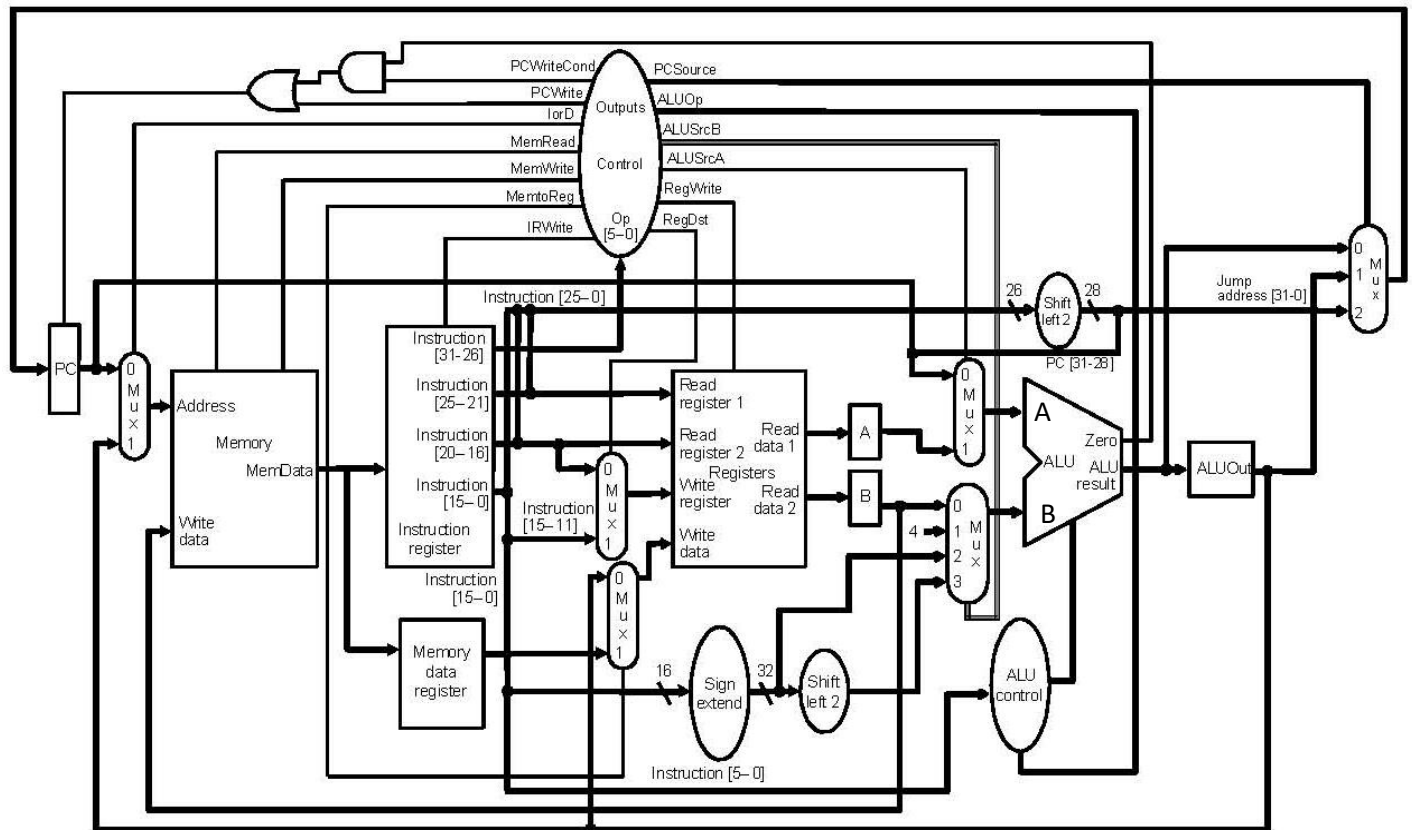 PCWriteCond
PCSource
PCWrite
ALUOp
IorD
Outputs
ALUSrcB
MemRead
Control
ALUSrcA
MemWrite
RegWrite
MemtoReg
Op
[5–0]
RegDst
IRWrite
0
1
2
M
u
x
Instruction [25–0]
26
Shift
left 2
28
Jump
address [31-0]
PC [31-28]
PC
0
M
u
x
1
Address
Memory
MemData
Write
data
Instruction
[31-26]
Instruction
[25–21]
Instruction
[20–16]
Instruction
[15–0]
Instruction
register
Instruction
[15–11]
0
M
u
x
1
Read
register 1
Read
register 2
Registers
Write
register
Write
data
Read
data 1
Read
data 2
A
B
0
M
u
x
1
0
4
1
2
3
M
u
x
A
B
Zero
ALU
ALU
result
ALUOut
Instruction
[15–0]
0
M
u
x
1
Memory
data
register
16
Sign
extend
32
Shift
left 2
ALU
control
Instruction [5–0]